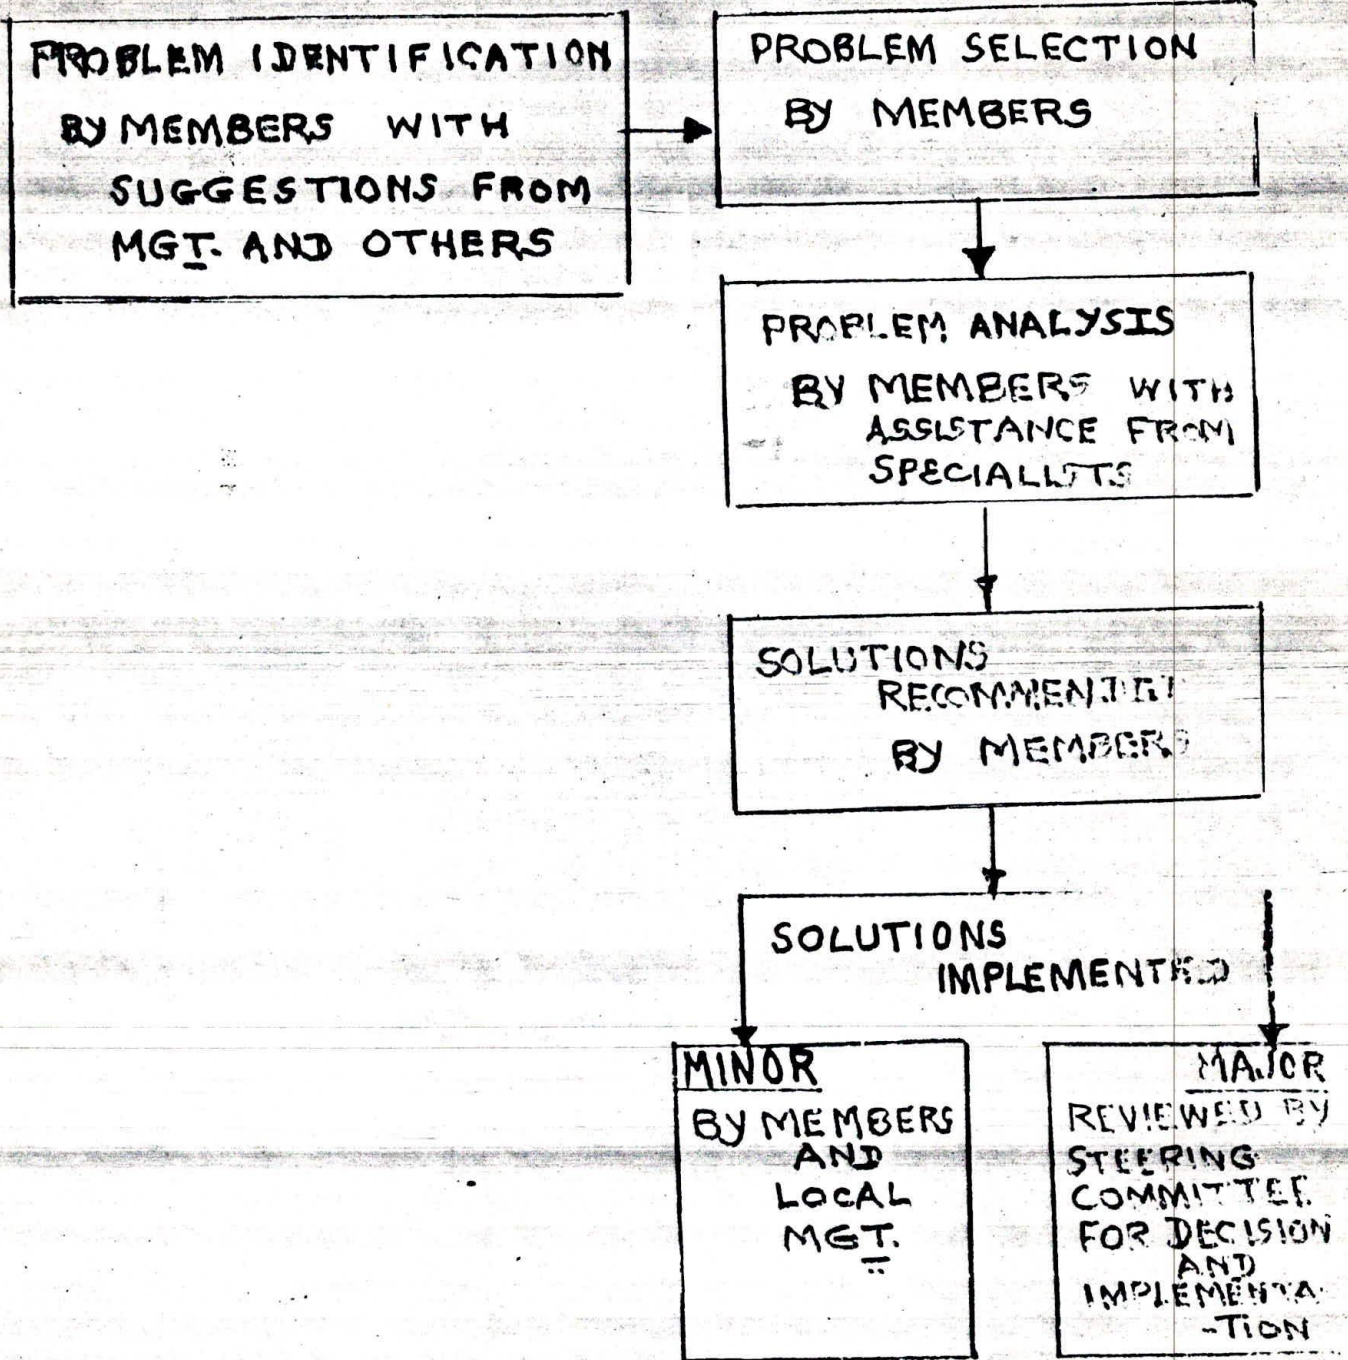 PROBLEM IDENTIFICATION
BY MEMBERS WITH
SUGGESTIONS FROM
MGT. AND OTHERS
PROBLEM SELECTION
BY MEMBERS
PROBLEM ANALYSIS
BY MEMBERS WITH
ASSISTANCE FROM
SPECIALISTS
SOLUTIONS
RECOMMENDED
BY MEMBERS
SOLUTIONS
IMPLEMENTED
MINOR
BY MEMBERS
AND
LOCAL
MGT.
MAJOR
REVIEWED BY
STEERING
COMMITTEE
FOR DECISION
AND
IMPLEMENTA
-TION